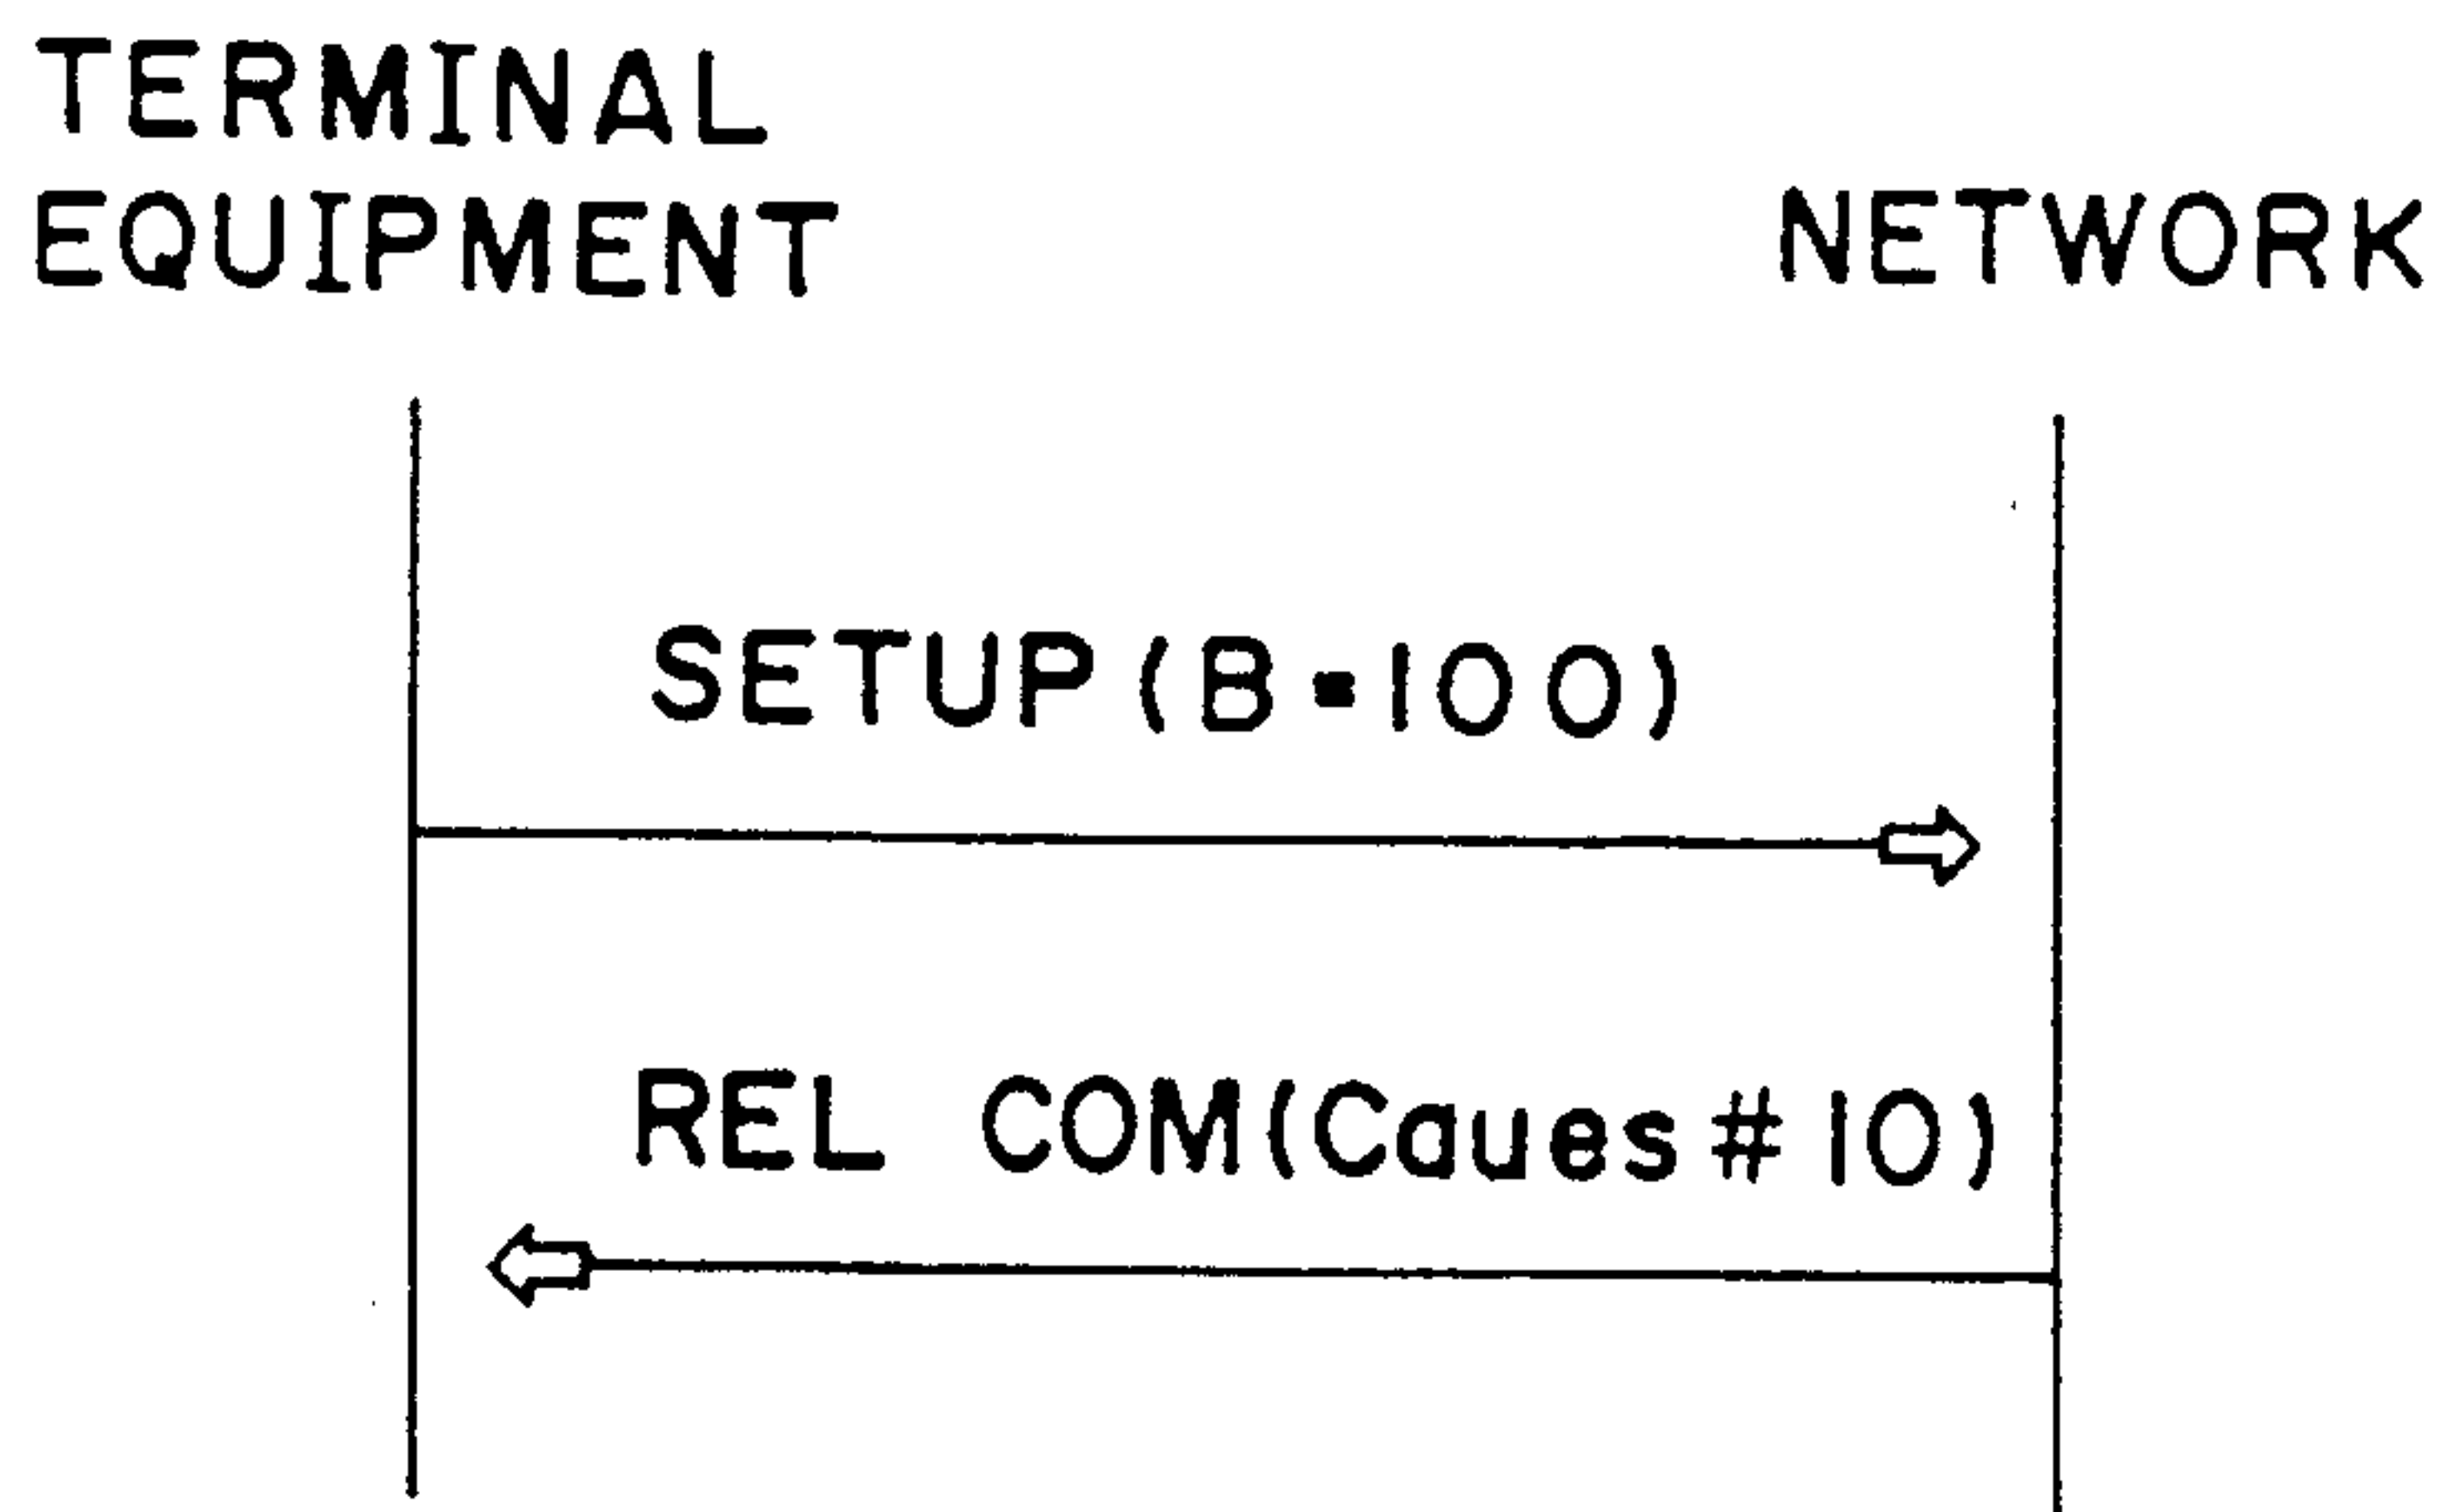 TERMINAL
EQUIPMENT
NETWORK
SETUP(B▪100)
REL COM(Caues#10)